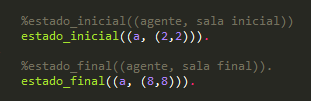 %estado_inicial((agente, sala inicial))
estado_inicial((a, (2,2))).
%estado_final((agente, sala final)).
estado_final((a, (8,8))).